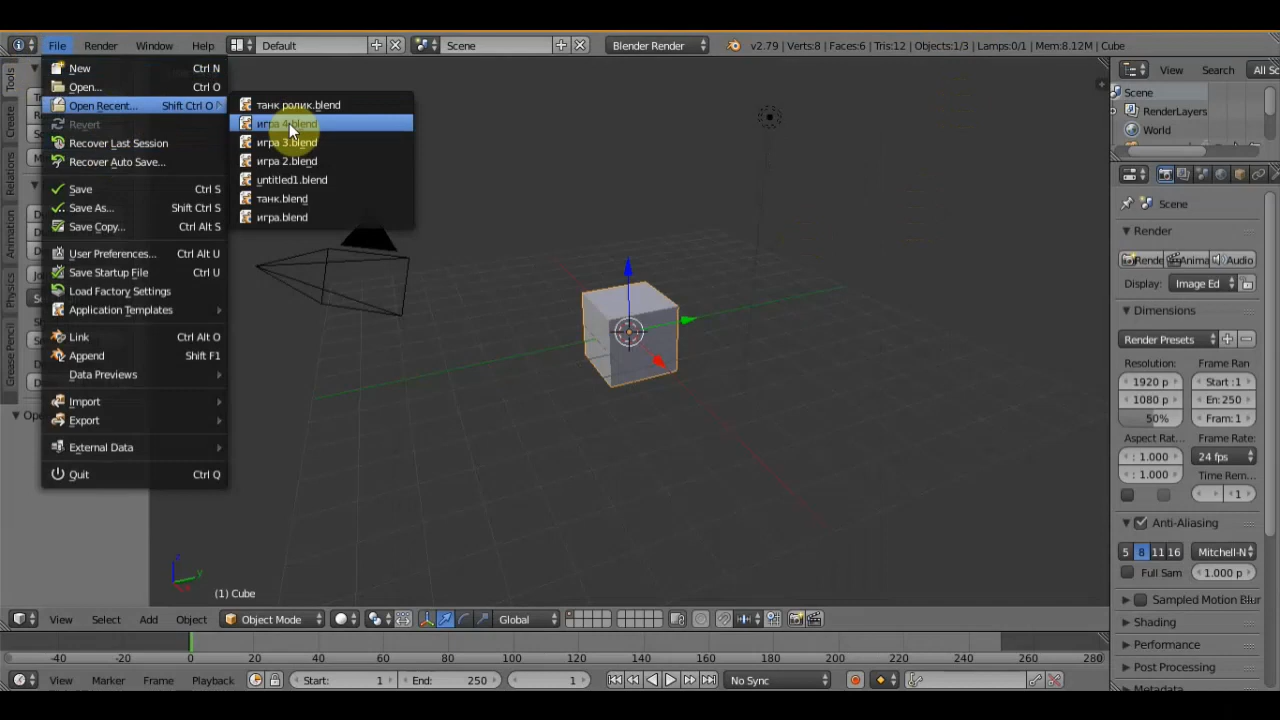 File Render Window Help Default Scene Blender Render v2.79 | Verts:8 | Faces:6 | Tris:12 | Objects:1/3 | Lamps:0/1 | Mem:8.12M | Cube
New Ctrl N
Open... Ctrl O
Open Recent... Shift Ctrl O
Revert
Recover Last Session
Recover Auto Save...
Save Ctrl S
Save As... Shift Ctrl S
Save Copy... Ctrl Alt S
User Preferences... Ctrl Alt U
Save Startup File Ctrl U
Load Factory Settings
Application Templates
Link Ctrl Alt O
Append Shift F1
Data Previews
Import
Export
External Data
Quit Ctrl Q
танк ролик.blend
игра 4.blend
игра 3.blend
игра 2.blend
untitled1.blend
танк.blend
игра.blend
Tools
Create
Relations
Animation
Physics
Grease Pencil
View Search All Sc
Scene
RenderLayers
World
Scene
Render
Rende Anima Audio
Display: Image Ed
Dimensions
Render Presets
Resolution: Frame Ran
1920 p Start :1
1080 p En: 250
50% Fram: 1
Aspect Rat... Frame Rate:
: 1.000 24 fps
: 1.000 Time Rem...
1
Anti-Aliasing
5 8 11 16 Mitchell-N
Full Sam 1.000 p
Sampled Motion Blur
Shading
Performance
Post Processing
Metadata
(1) Cube
View Select Add Object Object Mode Global
-40 -20 0 20 40 60 80 100 120 140 160 180 200 220 240 260 280
View Marker Frame Playback Start: 1 End: 250 1 No Sync